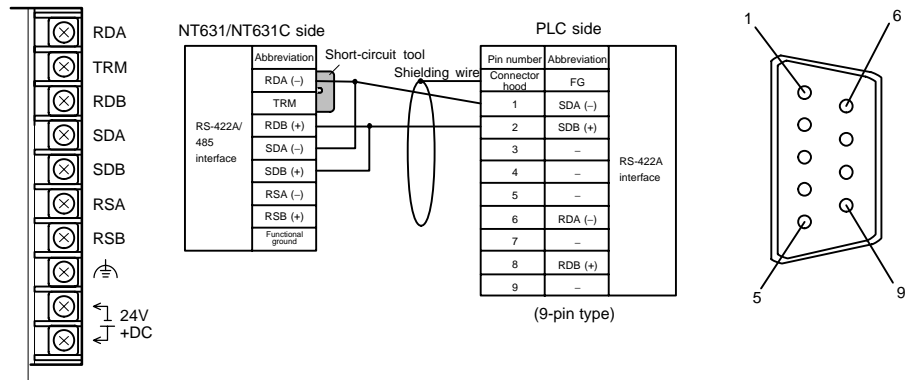 RDA
TRM
RDB
SDA
SDB
RSA
RSB
24V
+DC
NT631/NT631C side
Abbreviation
RDA (–)
TRM
RDB (+)
SDA (–)
SDB (+)
RSA (–)
RSB (+)
Functional
ground
RS-422A/
485
interface
Short-circuit tool
Shielding wire
PLC side
Pin number Abbreviation
Connector
hood FG
1 SDA (–)
2 SDB (+)
3 –
4 –
5 –
6 RDA (–)
7 –
8 RDB (+)
9 –
RS-422A
interface
(9-pin type)
1 6
5 9